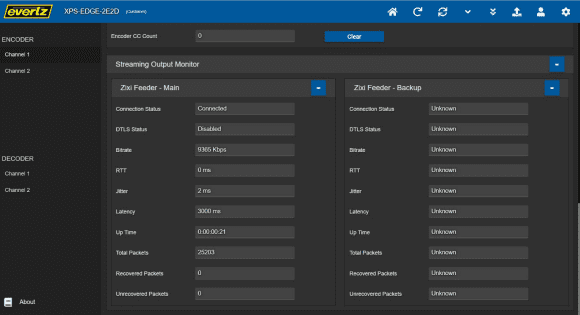 evertz XPS-EDGE-2E2D (Container)
ENCODER
Channel 1
Channel 2
DECODER
Channel 1
Channel 2
About
Encoder CC Count 0 Clear
Streaming Output Monitor -
Zixi Feeder - Main -
Connection Status Connected
DTLS Status Disabled
Bitrate 9365 Kbps
RTT 0 ms
Jitter 2 ms
Latency 3000 ms
Up Time 0:00:00:21
Total Packets 25203
Recovered Packets 0
Unrecovered Packets 0
Zixi Feeder - Backup -
Connection Status Unknown
DTLS Status Unknown
Bitrate Unknown
RTT Unknown
Jitter Unknown
Latency Unknown
Up Time Unknown
Total Packets Unknown
Recovered Packets Unknown
Unrecovered Packets Unknown